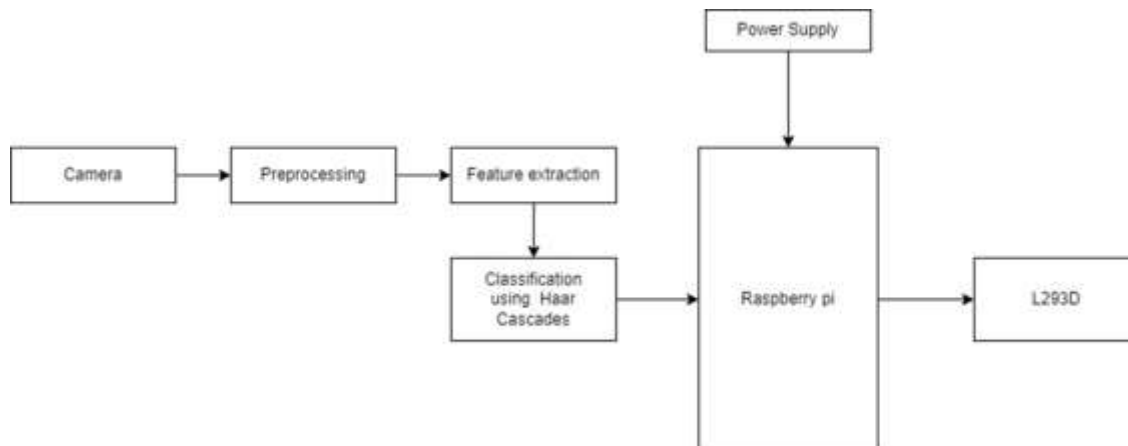 Power Supply
Camera
Preprocessing
Feature extraction
Classification
using Haar
Cascades
Raspberry pi
L293D